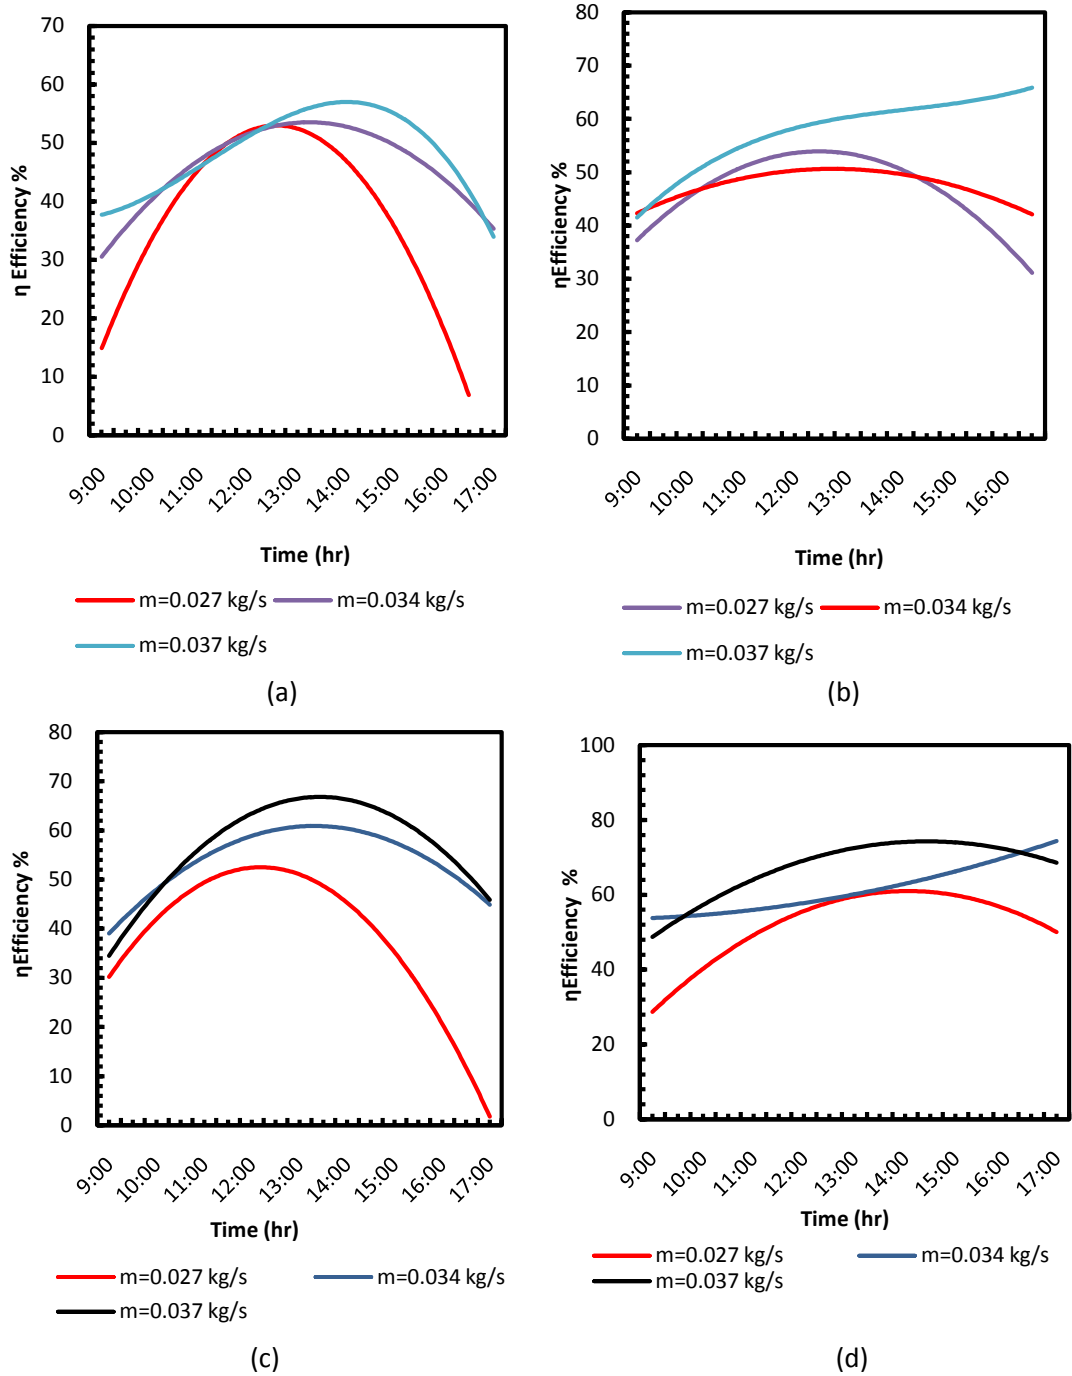 70
60
50
40
30
20
10
0
η Efficiency %
9:00 10:00 11:00 12:00 13:00 14:00 15:00 16:00 17:00
Time (hr)
m=0.027 kg/s m=0.034 kg/s
m=0.037 kg/s
(a)
80
70
60
50
40
30
20
10
0
ηEfficiency %
9:00 10:00 11:00 12:00 13:00 14:00 15:00 16:00
Time (hr)
m=0.027 kg/s m=0.034 kg/s
m=0.037 kg/s
(b)
80
70
60
50
40
30
20
10
0
ηEfficiency %
9:00 10:00 11:00 12:00 13:00 14:00 15:00 16:00 17:00
Time (hr)
m=0.027 kg/s m=0.034 kg/s
m=0.037 kg/s
(c)
100
80
60
40
20
0
ηEfficiency %
9:00 10:00 11:00 12:00 13:00 14:00 15:00 16:00 17:00
Time (hr)
m=0.027 kg/s m=0.034 kg/s
m=0.037 kg/s
(d)